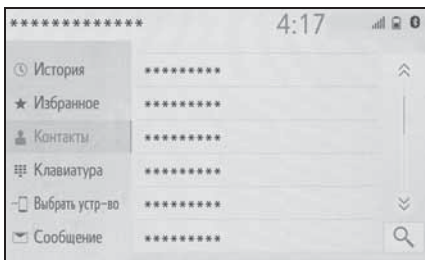 ************* 4:17
История *********
Избранное *********
Контакты *********
Клавиатура *********
Выбрать устр-во *********
Сообщение *********